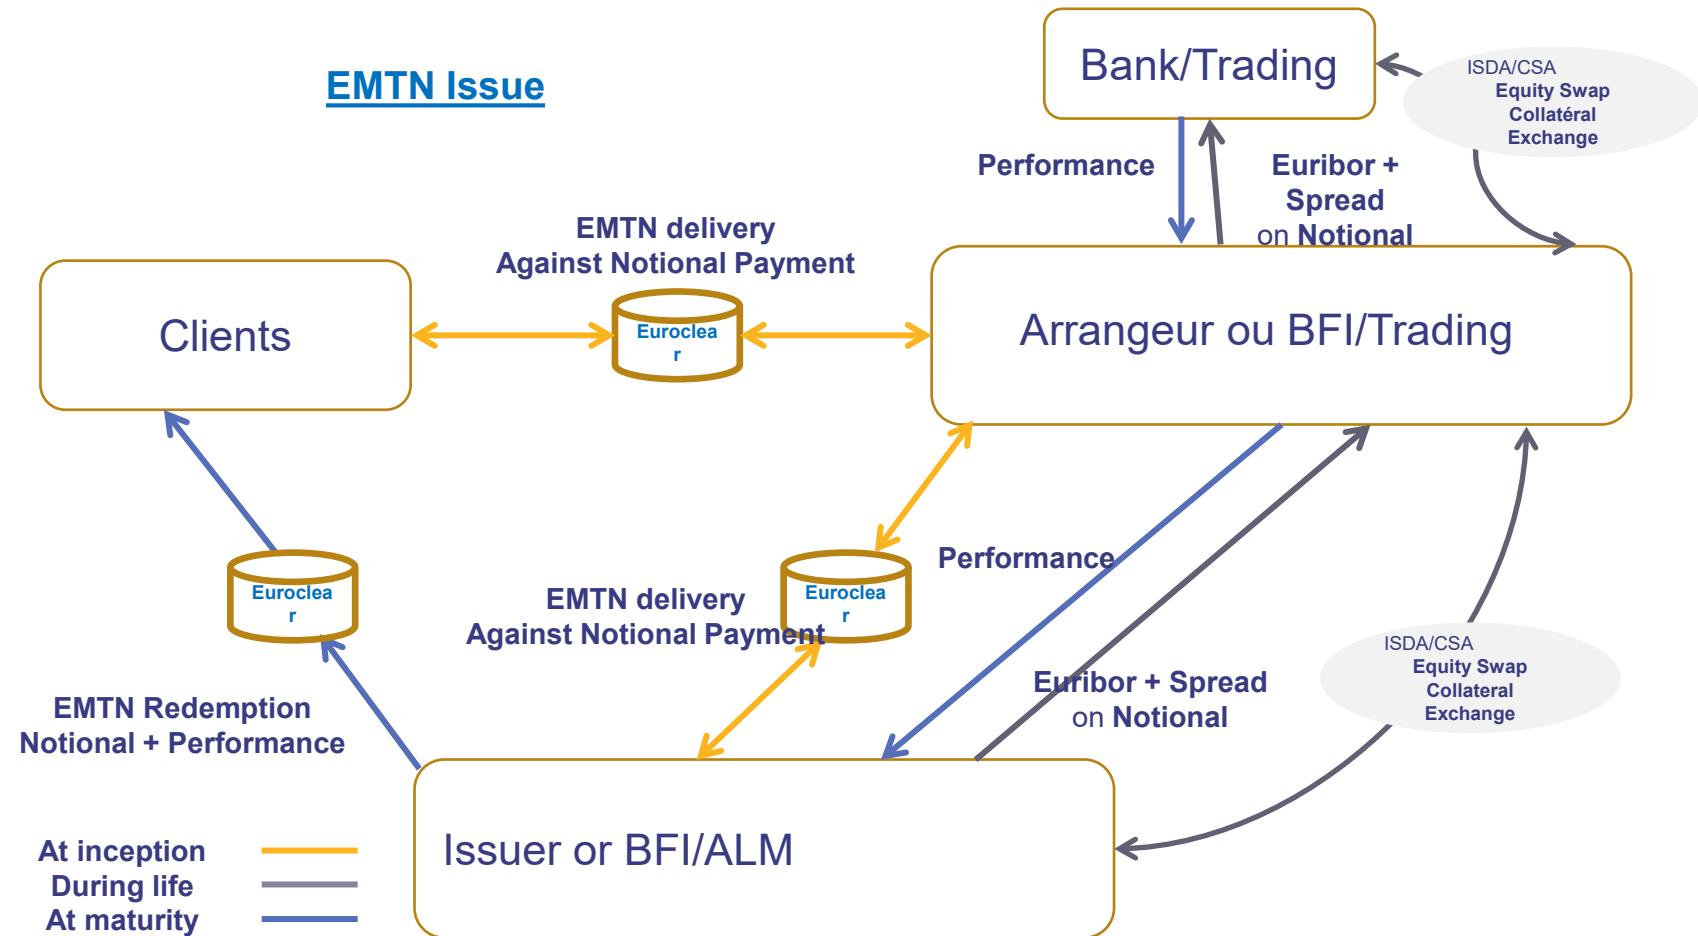 EMTN Issue
Bank/Trading
ISDA/CSA
Equity Swap
Collatéral
Exchange
Performance
Euribor +
Spread
on Notional
EMTN delivery
Against Notional Payment
Clients
Euroclea
r
Arrangeur ou BFI/Trading
Performance
Euroclea
r
EMTN delivery
Against Notional Payment
Euroclea
r
ISDA/CSA
Equity Swap
Collateral
Exchange
Euribor + Spread
on Notional
EMTN Redemption
Notional + Performance
Issuer or BFI/ALM
At inception
During life
At maturity